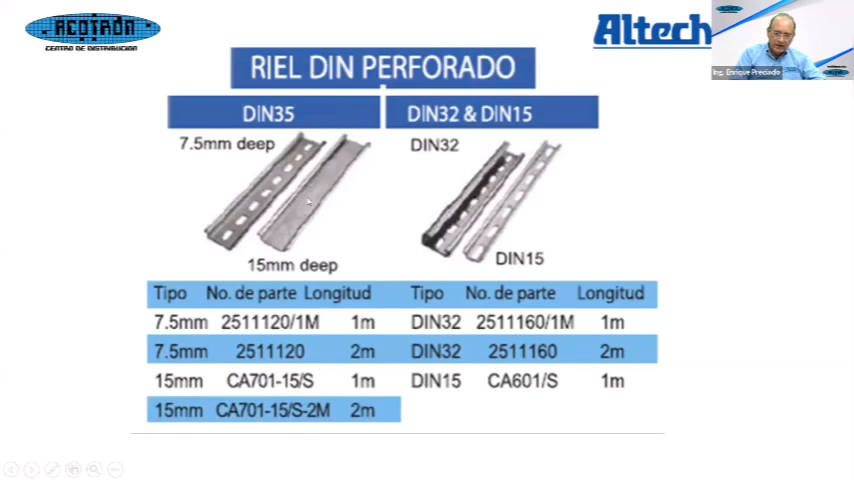 ACOTRÓN
CENTRO DE DISTRIBUCIÓN
Altech
Ing. Enrique Preciado
RIEL DIN PERFORADO
DIN35
DIN32 & DIN15
7.5mm deep
DIN32
15mm deep
DIN15
Tipo No. de parte Longitud Tipo No. de parte Longitud
7.5mm 2511120/1M 1m DIN32 2511160/1M 1m
7.5mm 2511120 2m DIN32 2511160 2m
15mm CA701-15/S 1m DIN15 CA601/S 1m
15mm CA701-15/S-2M 2m